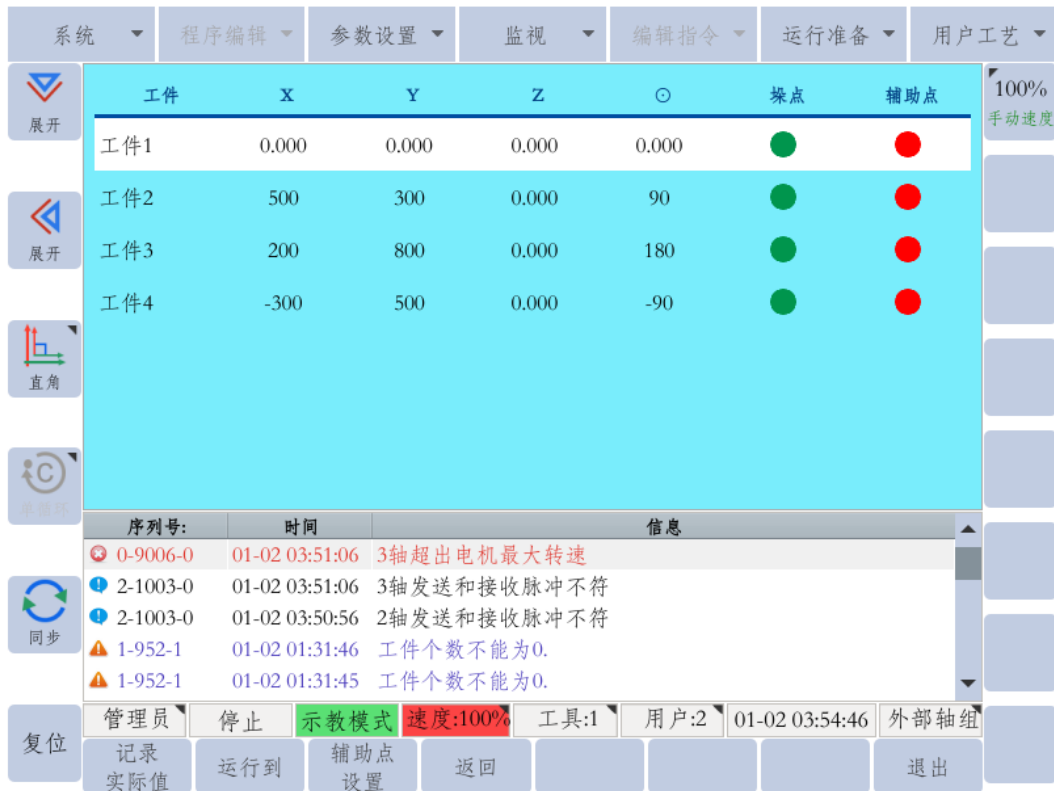 系统 程序编辑 参数设置 监视 编辑指令 运行准备 用户工艺
展开
100%
手动速度
工件 X Y Z ⊙ 垛点 辅助点
工件1 0.000 0.000 0.000 0.000
工件2 500 300 0.000 90
展开
工件3 200 800 0.000 180
工件4 -300 500 0.000 -90
直角
单循环
序列号: 时间 信息
0-9006-0 01-02 03:51:06 3轴超出电机最大转速
2-1003-0 01-02 03:51:06 3轴发送和接收脉冲不符
2-1003-0 01-02 03:50:56 2轴发送和接收脉冲不符
同步
1-952-1 01-02 01:31:46 工件个数不能为0.
1-952-1 01-02 01:31:45 工件个数不能为0.
管理员 停止 示教模式 速度:100% 工具:1 用户:2 01-02 03:54:46 外部轴组
复位
记录
实际值
运行到
辅助点
设置
返回
退出